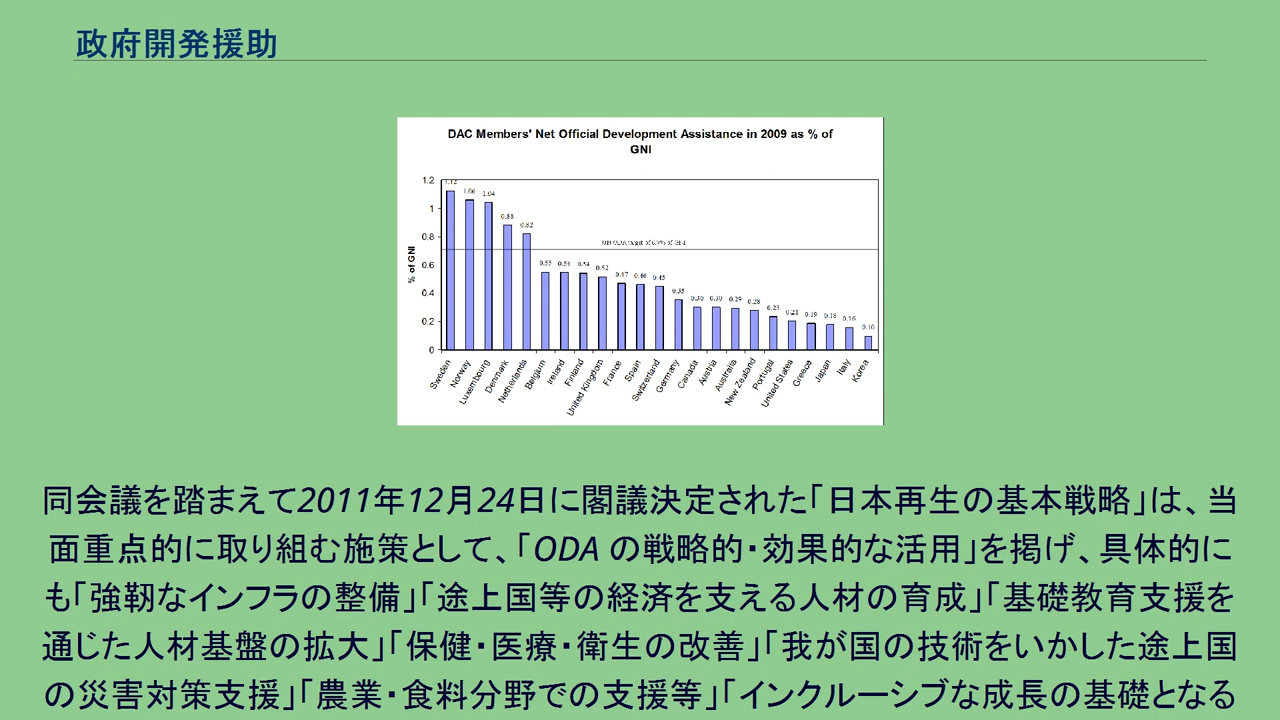 政府開発援助
DAC Members' Net Official Development Assistance in 2009 as % of
GNI
% of GNI
1.2
1
0.8
0.6
0.4
0.2
0
1.12
1.06
1.04
0.88
0.82
0.55
0.54
0.54
0.52
0.47
0.46
0.45
0.35
0.30
0.30
0.29
0.28
0.23
0.21
0.19
0.18
0.16
0.10
UN ODA target of 0.7% of GNI
Sweden
Norway
Luxembourg
Denmark
Netherlands
Belgium
Ireland
Finland
United Kingdom
France
Spain
Switzerland
Germany
Canada
Austria
Australia
New Zealand
Portugal
United States
Greece
Japan
Italy
Korea
同会議を踏まえて2011年12月24日に閣議決定された「日本再生の基本戦略」は、当
面重点的に取り組む施策として、「ODA の戦略的・効果的な活用」を掲げ、具体的に
も「強靭なインフラの整備」「途上国等の経済を支える人材の育成」「基礎教育支援を
通じた人材基盤の拡大」「保健・医療・衛生の改善」「我が国の技術をいかした途上国
の災害対策支援」「農業・食料分野での支援等」「インクルーシブな成長の基礎となる